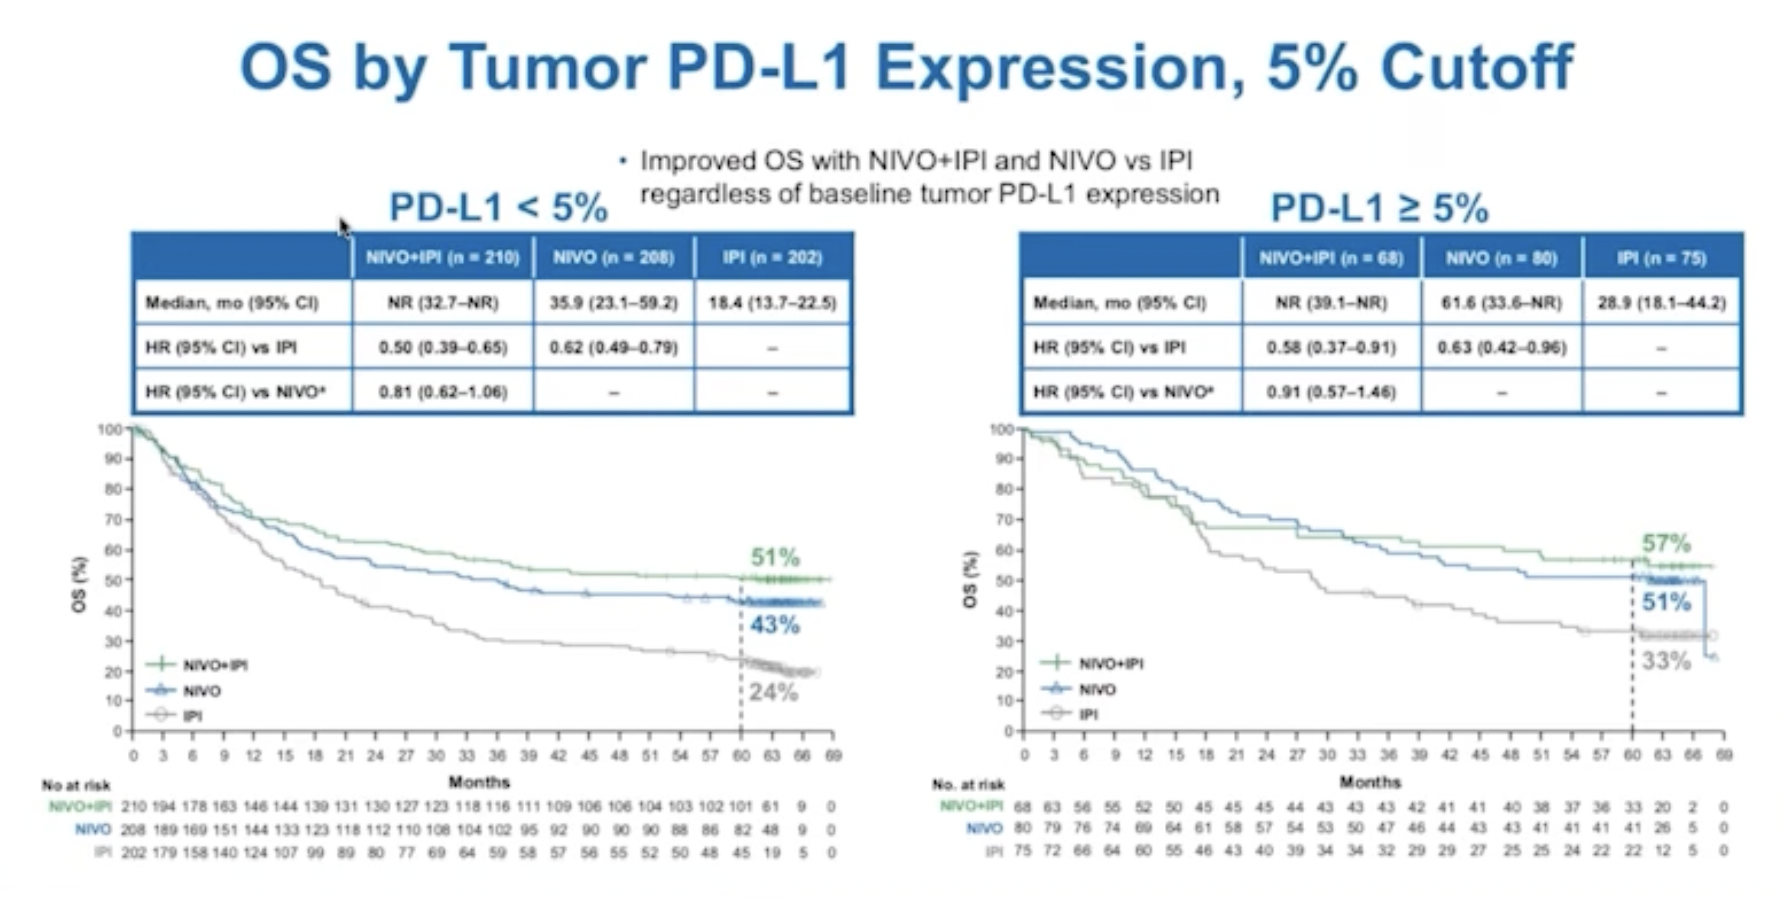 OS by Tumor PD-L1 Expression, 5% Cutoff
• Improved OS with NIVO+IPI and NIVO vs IPI
regardless of baseline tumor PD-L1 expression
PD-L1 < 5%
NIVO+IPI (n = 210) NIVO (n = 208) IPI (n = 202)
Median, mo (95% CI) NR (32.7–NR) 35.9 (23.1–59.2) 18.4 (13.7–22.5)
HR (95% CI) vs IPI 0.50 (0.39–0.65) 0.62 (0.49–0.79) –
HR (95% CI) vs NIVO* 0.81 (0.62–1.06) – –
OS (%)
100
90
80
70
60
50
40
30
20
10
0
51%
43%
24%
NIVO+IPI
NIVO
IPI
0 3 6 9 12 15 18 21 24 27 30 33 36 39 42 45 48 51 54 57 60 63 66 69
Months
No at risk
NIVO+IPI 210 194 178 163 146 144 139 131 130 127 123 118 116 111 109 106 106 104 103 102 101 61 9 0
NIVO 208 189 169 151 144 133 123 118 112 110 108 104 102 95 92 90 90 90 88 86 82 48 9 0
IPI 202 179 158 140 124 107 99 89 80 77 69 64 59 58 57 56 55 52 50 48 45 19 5 0
PD-L1 ≥ 5%
NIVO+IPI (n = 68) NIVO (n = 80) IPI (n = 75)
Median, mo (95% CI) NR (39.1–NR) 61.6 (33.6–NR) 28.9 (18.1–44.2)
HR (95% CI) vs IPI 0.58 (0.37–0.91) 0.63 (0.42–0.96) –
HR (95% CI) vs NIVO* 0.91 (0.57–1.46) – –
OS (%)
100
90
80
70
60
50
40
30
20
10
0
57%
51%
33%
NIVO+IPI
NIVO
IPI
0 3 6 9 12 15 18 21 24 27 30 33 36 39 42 45 48 51 54 57 60 63 66 69
Months
No. at risk
NIVO+IPI 68 63 56 55 52 50 45 45 45 44 43 43 43 42 41 41 40 38 37 36 33 20 2 0
NIVO 80 79 76 74 69 64 61 58 57 54 53 50 47 46 44 43 43 41 41 41 41 26 5 0
IPI 75 72 66 64 60 55 46 43 40 39 34 34 32 29 29 27 25 25 24 22 22 12 5 0